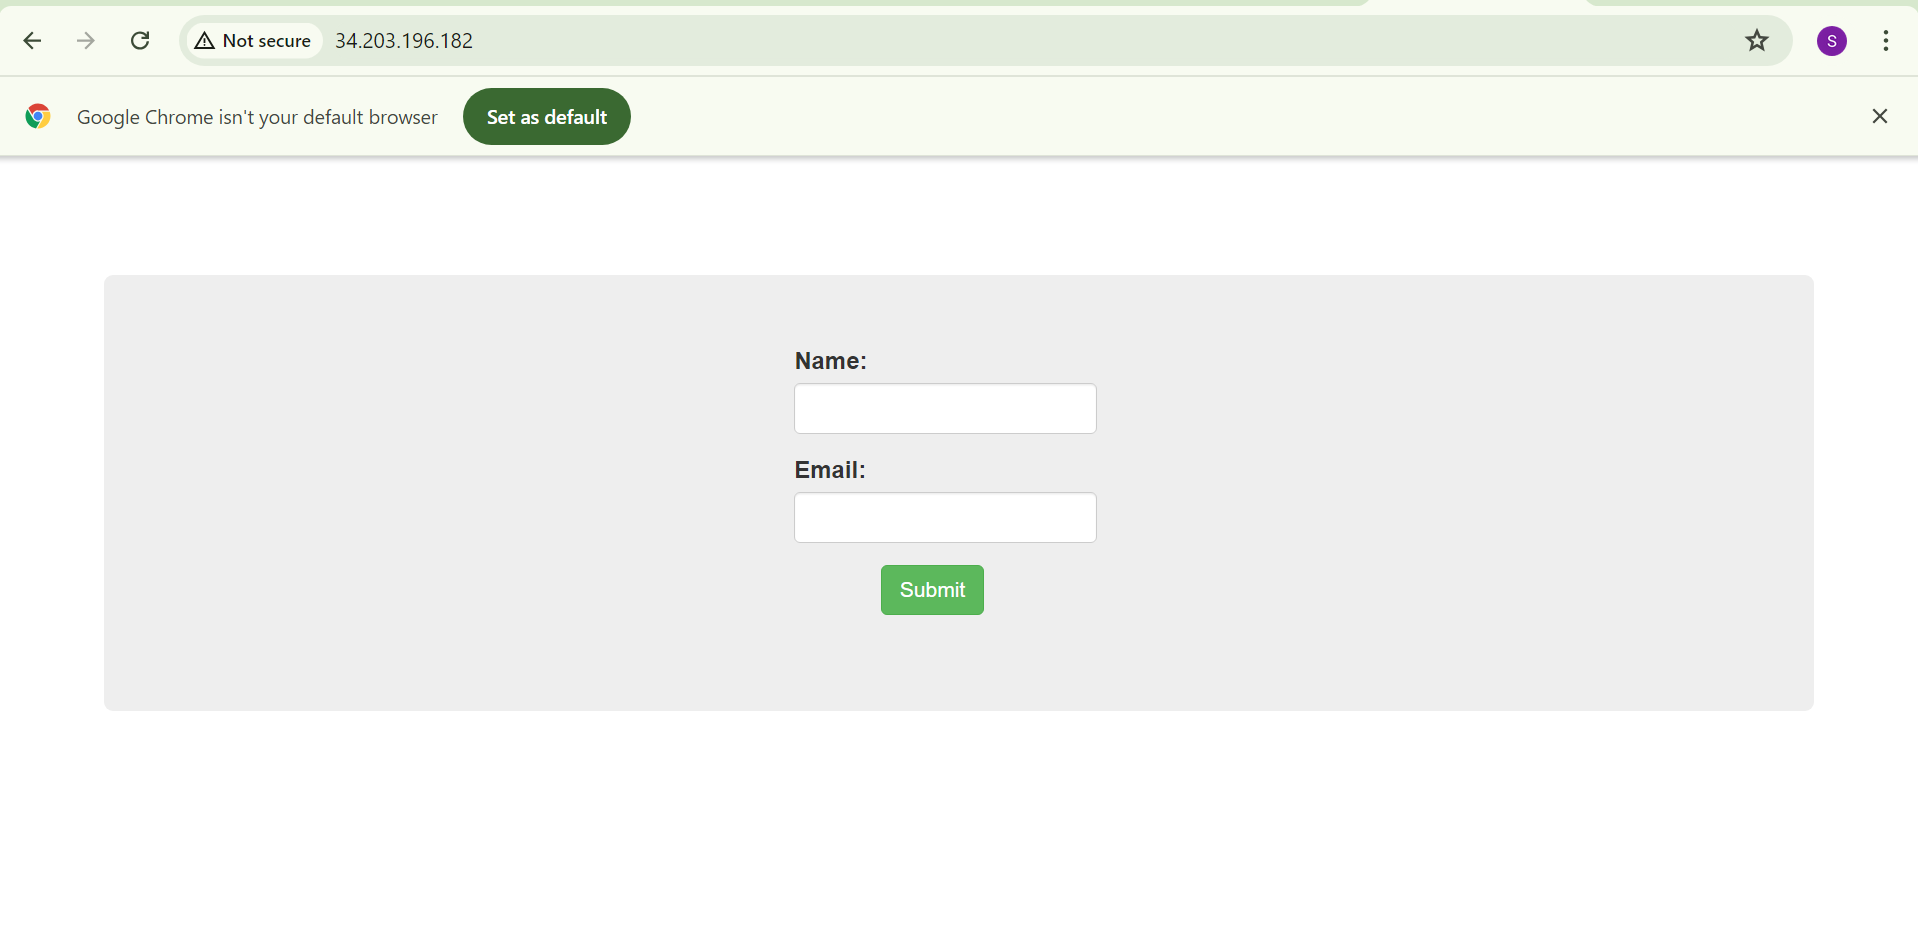 Not secure 34.203.196.182 S
Google Chrome isn't your default browser Set as default
Name:
Email:
Submit